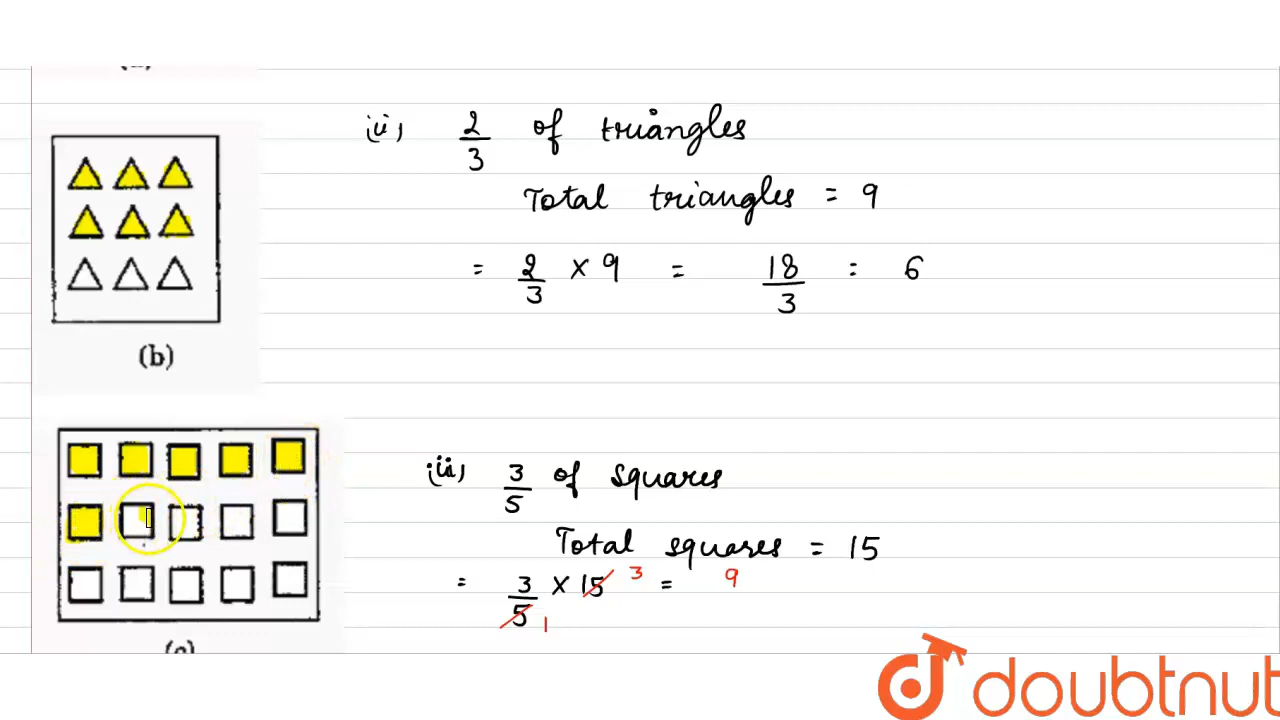 (ii) 2/3 of triangles
Total triangles = 9
= 2/3 × 9 = 18/3 = 6
(b)
(iii) 3/5 of squares
Total squares = 15
= 3/5 × 15 3 = 9
1
doubtnut